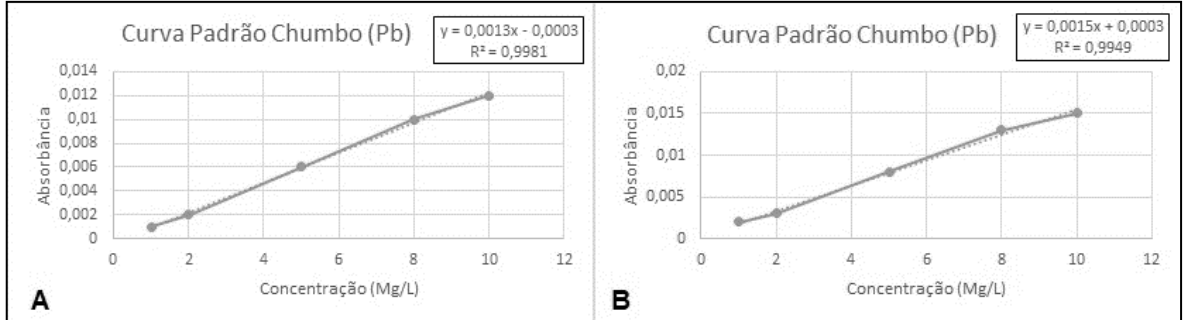 Curva Padrão Chumbo (Pb)
y = 0,0013x - 0,0003
R² = 0,9981
0,014
0,012
0,01
0,008
0,006
0,004
0,002
0
Absorbância
0 2 4 6 8 10 12
Concentração (Mg/L)
A
Curva Padrão Chumbo (Pb)
y = 0,0015x + 0,0003
R² = 0,9949
0,02
0,015
0,01
0,005
0
Absorbância
0 2 4 6 8 10 12
Concentração (Mg/L)
B